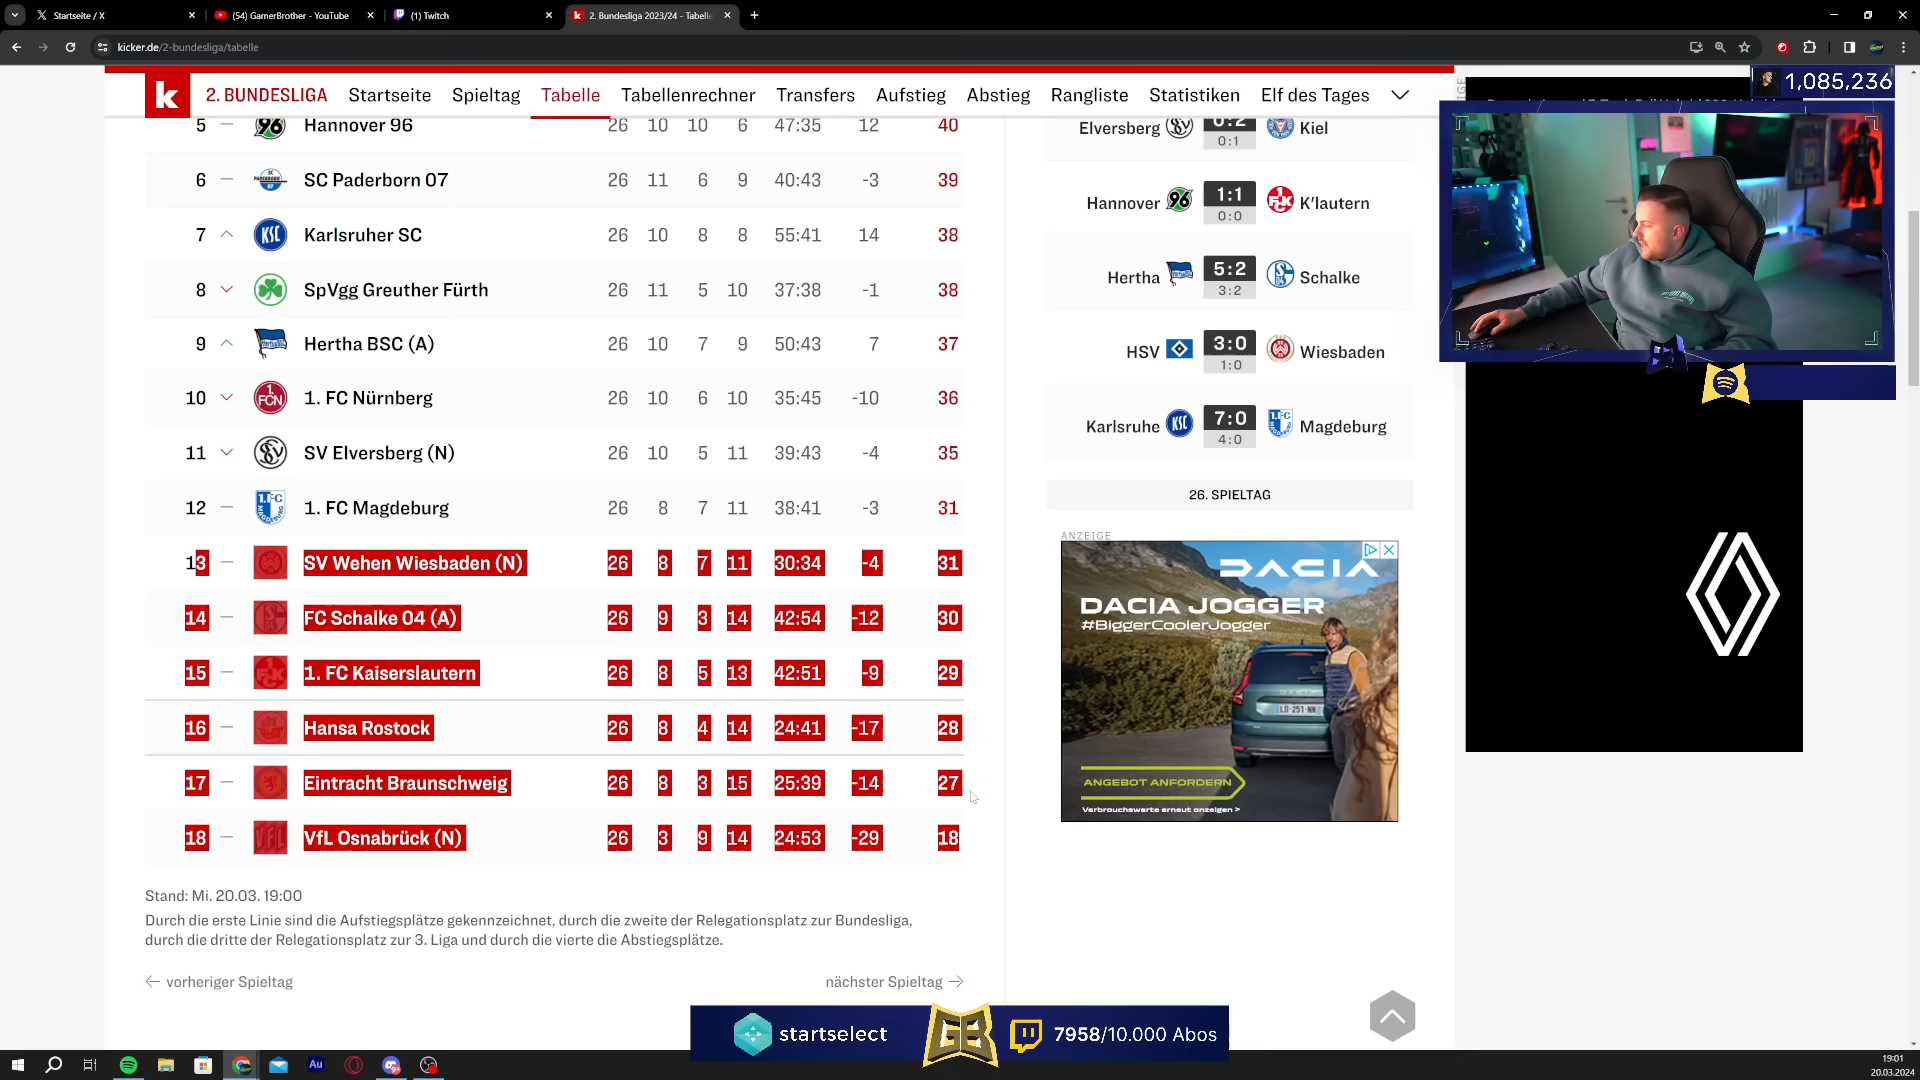 Startseite / X
(54) GamerBrother - YouTube
(1) Twitch
2. Bundesliga 2023/24 - Tabelle
kicker.de/2-bundesliga/tabelle
1,085,236
k 2. BUNDESLIGA Startseite Spieltag Tabelle Tabellenrechner Transfers Aufstieg Abstieg Rangliste Statistiken Elf des Tages
5 Hannover 96 26 10 10 6 47:35 12 40
6 SC Paderborn 07 26 11 6 9 40:43 -3 39
7 Karlsruher SC 26 10 8 8 55:41 14 38
8 SpVgg Greuther Fürth 26 11 5 10 37:38 -1 38
9 Hertha BSC (A) 26 10 7 9 50:43 7 37
10 1. FC Nürnberg 26 10 6 10 35:45 -10 36
11 SV Elversberg (N) 26 10 5 11 39:43 -4 35
12 1. FC Magdeburg 26 8 7 11 38:41 -3 31
13 SV Wehen Wiesbaden (N) 26 8 7 11 30:34 -4 31
14 FC Schalke 04 (A) 26 9 3 14 42:54 -12 30
15 1. FC Kaiserslautern 26 8 5 13 42:51 -9 29
16 Hansa Rostock 26 8 4 14 24:41 -17 28
17 Eintracht Braunschweig 26 8 3 15 25:39 -14 27
18 VfL Osnabrück (N) 26 3 9 14 24:53 -29 18
Stand: Mi. 20.03. 19:00
Durch die erste Linie sind die Aufstiegsplätze gekennzeichnet, durch die zweite der Relegationsplatz zur Bundesliga,
durch die dritte der Relegationsplatz zur 3. Liga und durch die vierte die Abstiegsplätze.
vorheriger Spieltag
nächster Spieltag
Elversberg 0:2 Kiel
0:1
Hannover 1:1 K'lautern
0:0
Hertha 5:2 Schalke
3:2
HSV 3:0 Wiesbaden
1:0
Karlsruhe 7:0 Magdeburg
4:0
26. SPIELTAG
ANZEIGE
DACIA
DACIA JOGGER
#BiggerCoolerJogger
LD-251-NN
ANGEBOT ANFORDERN
Verbrauchswerte erneut anzeigen >
startselect
GB
7958/10.000 Abos
Au
19:01
20.03.2024